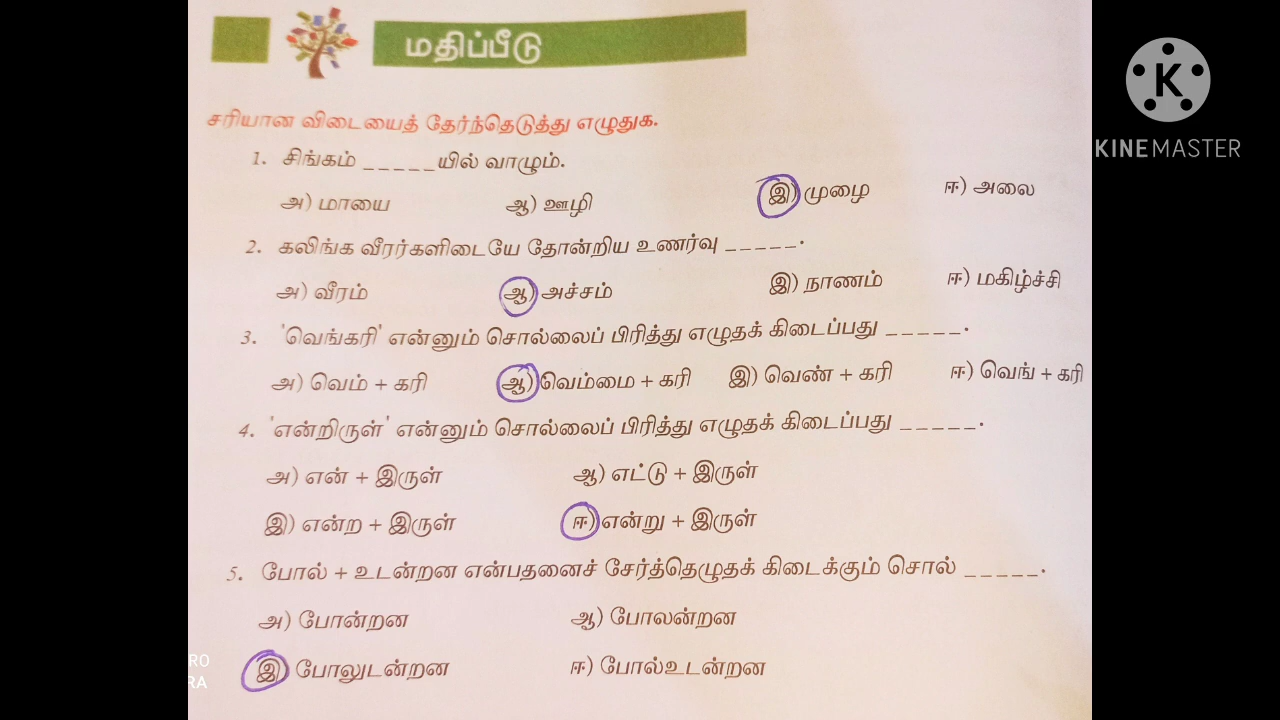 மதிப்பீடு
KINEMASTER
சரியான விடையைத் தேர்ந்தெடுத்து எழுதுக.
1. சிங்கம் _____யில் வாழும்.
அ) மாயை ஆ) ஊழி இ) முழை ஈ) அலை
2. கலிங்க வீரர்களிடையே தோன்றிய உணர்வு _____.
அ) வீரம் ஆ) அச்சம் இ) நாணம் ஈ) மகிழ்ச்சி
3. 'வெங்கரி' என்னும் சொல்லைப் பிரித்து எழுதக் கிடைப்பது _____.
அ) வெம் + கரி ஆ) வெம்மை + கரி இ) வெண் + கரி ஈ) வெங் + கரி
4. 'என்றிருள்' என்னும் சொல்லைப் பிரித்து எழுதக் கிடைப்பது _____.
அ) என் + இருள் ஆ) எட்டு + இருள்
இ) என்ற + இருள் ஈ) என்று + இருள்
5. போல் + உடன்றன என்பதனைச் சேர்த்தெழுதக் கிடைக்கும் சொல் _____.
அ) போன்றன ஆ) போலன்றன
இ) போலுடன்றன ஈ) போல்உடன்றன
RO
RA